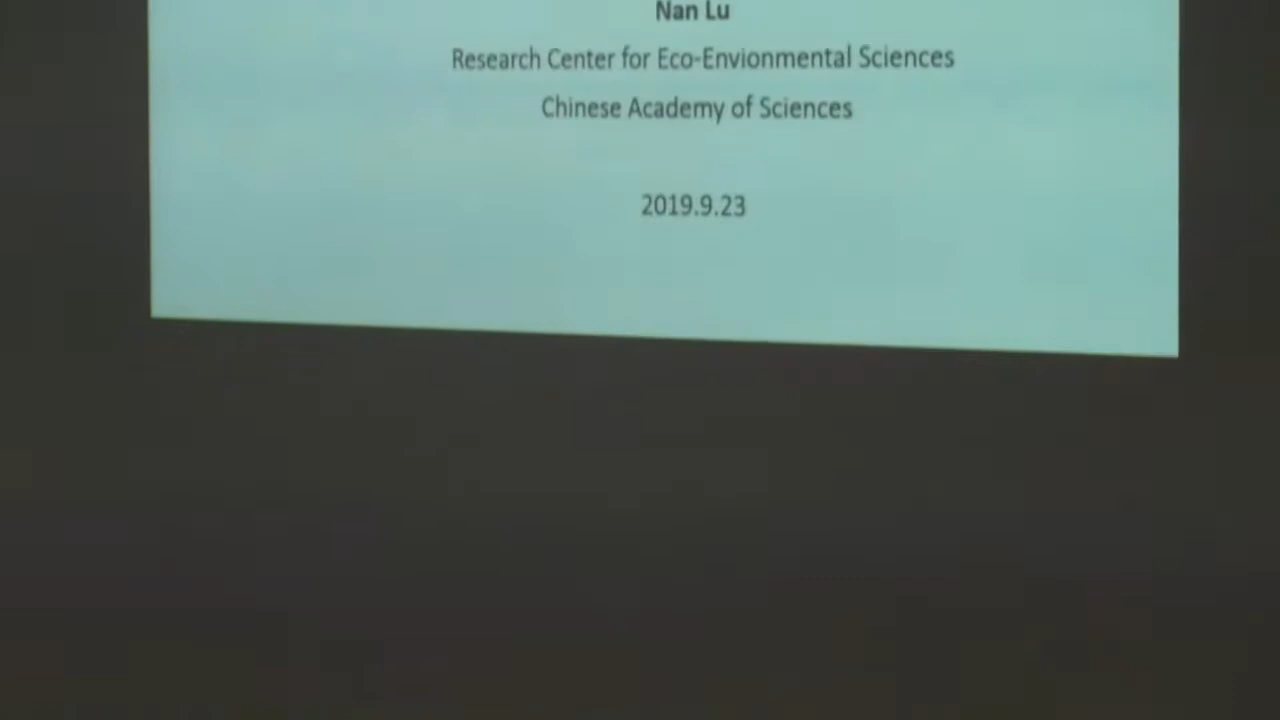 Nan Lu
Research Center for Eco-Envionmental Sciences
Chinese Academy of Sciences
2019.9.23